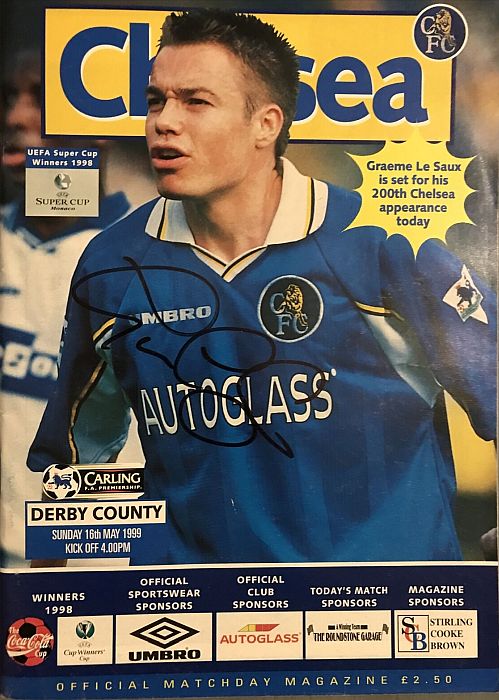 Chelsea
CFC
UEFA Super Cup
Winners 1998
SUPER CUP
Monaco
Graeme Le Saux
is set for his
200th Chelsea
appearance
today
UMBRO
CFC
AUTOGLASS
CARLING
F.A. PREMIERSHIP
DERBY COUNTY
SUNDAY 16th MAY 1999
KICK OFF 4.00PM
WINNERS
1998
The
Coca-Cola
Cup
Cup Winners'
Cup
OFFICIAL
SPORTSWEAR
SPONSORS
UMBRO
OFFICIAL
CLUB
SPONSORS
AUTOGLASS
TODAY'S MATCH
SPONSORS
A Winning Team
THE ROUNDSTONE GARAGE
MAGAZINE
SPONSORS
SCB
STIRLING
COOKE
BROWN
OFFICIAL MATCHDAY MAGAZINE £2.50